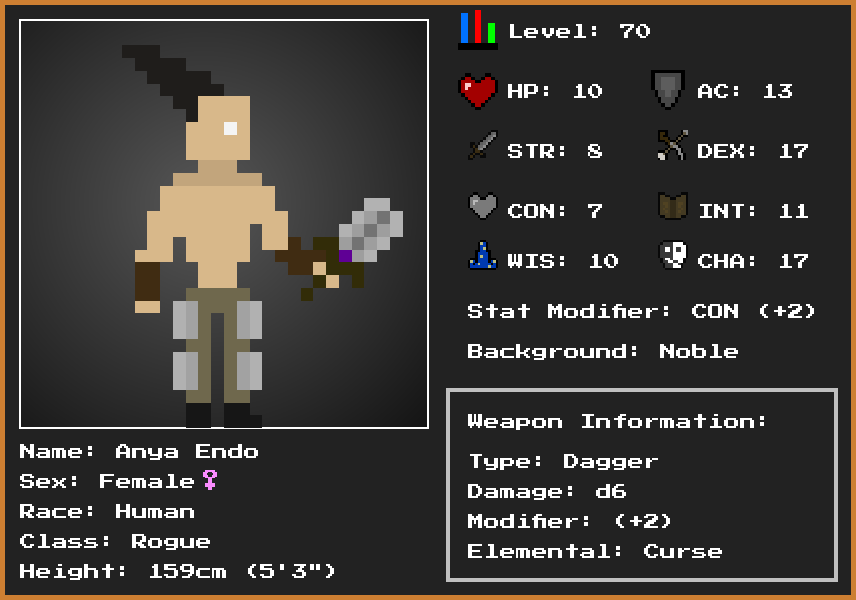 Level: 70
HP: 10
AC: 13
STR: 8
DEX: 17
CON: 7
INT: 11
WIS: 10
CHA: 17
Stat Modifier: CON (+2)
Background: Noble
Weapon Information:
Type: Dagger
Damage: d6
Modifier: (+2)
Elemental: Curse
Name: Anya Endo
Sex: Female♀
Race: Human
Class: Rogue
Height: 159cm (5'3")